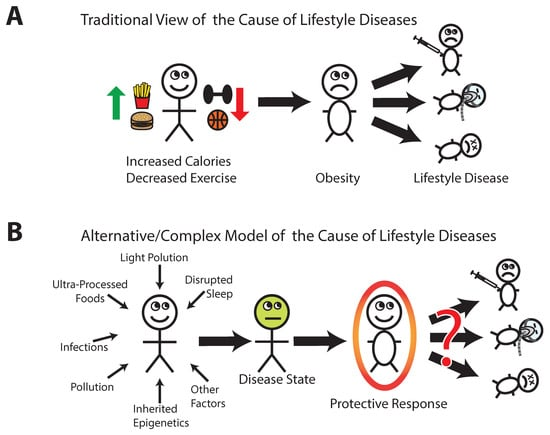 A
Traditional View of the Cause of Lifestyle Diseases
Increased Calories
Decreased Exercise
Obesity
Lifestyle Disease
B
Alternative/Complex Model of the Cause of Lifestyle Diseases
Light Polution
Ultra-Processed
Foods
Disrupted
Sleep
Infections
Pollution
Inherited
Epigenetics
Other
Factors
Disease State
Protective Response
?